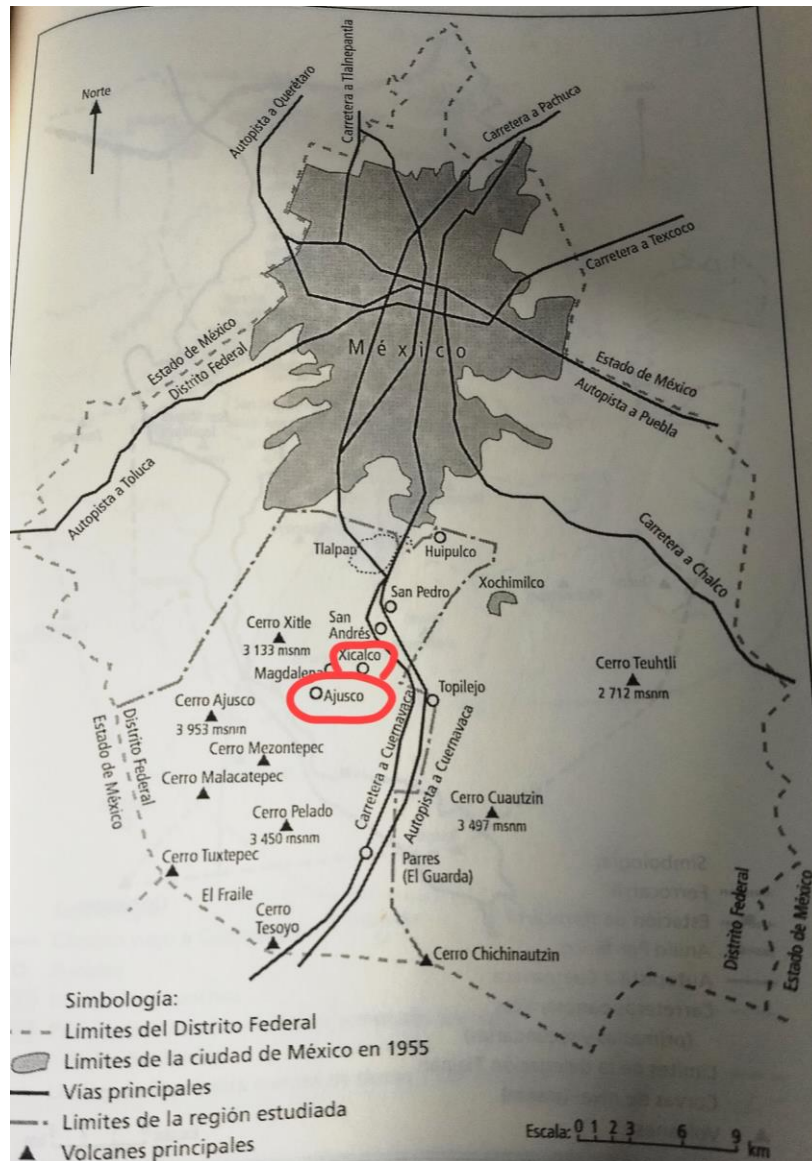 Norte
Autopista a Querétaro
Carretera a Tlalnepantla
Carretera a Pachuca
Carretera a Texcoco
México
Estado de México
Distrito Federal
Estado de México
Autopista a Puebla
Autopista a Toluca
Carretera a Chalco
Tlalpan
Huipulco
Xochimilco
San Pedro
San
Andrés
Cerro Xitle
3 133 msnm
Xicalco
Magdalena
Ajusco
Topilejo
Cerro Teuhtli
2 712 msnm
Cerro Ajusco
3 953 msnm
Distrito Federal
Estado de México
Cerro Mezontepec
Cerro Malacatepec
Carretera a Cuernavaca
Autopista a Cuernavaca
Cerro Pelado
3 450 msnm
Cerro Cuautzin
3 497 msnm
Cerro Tuxtepec
Parres
(El Guarda)
El Fraile
Cerro
Tesoyo
Cerro Chichinautzin
Distrito Federal
Estado de México
Simbología:
Límites del Distrito Federal
Límites de la ciudad de México en 1955
Vías principales
Límites de la región estudiada
Volcanes principales
Escala: 0 1 2 3 6 9
km